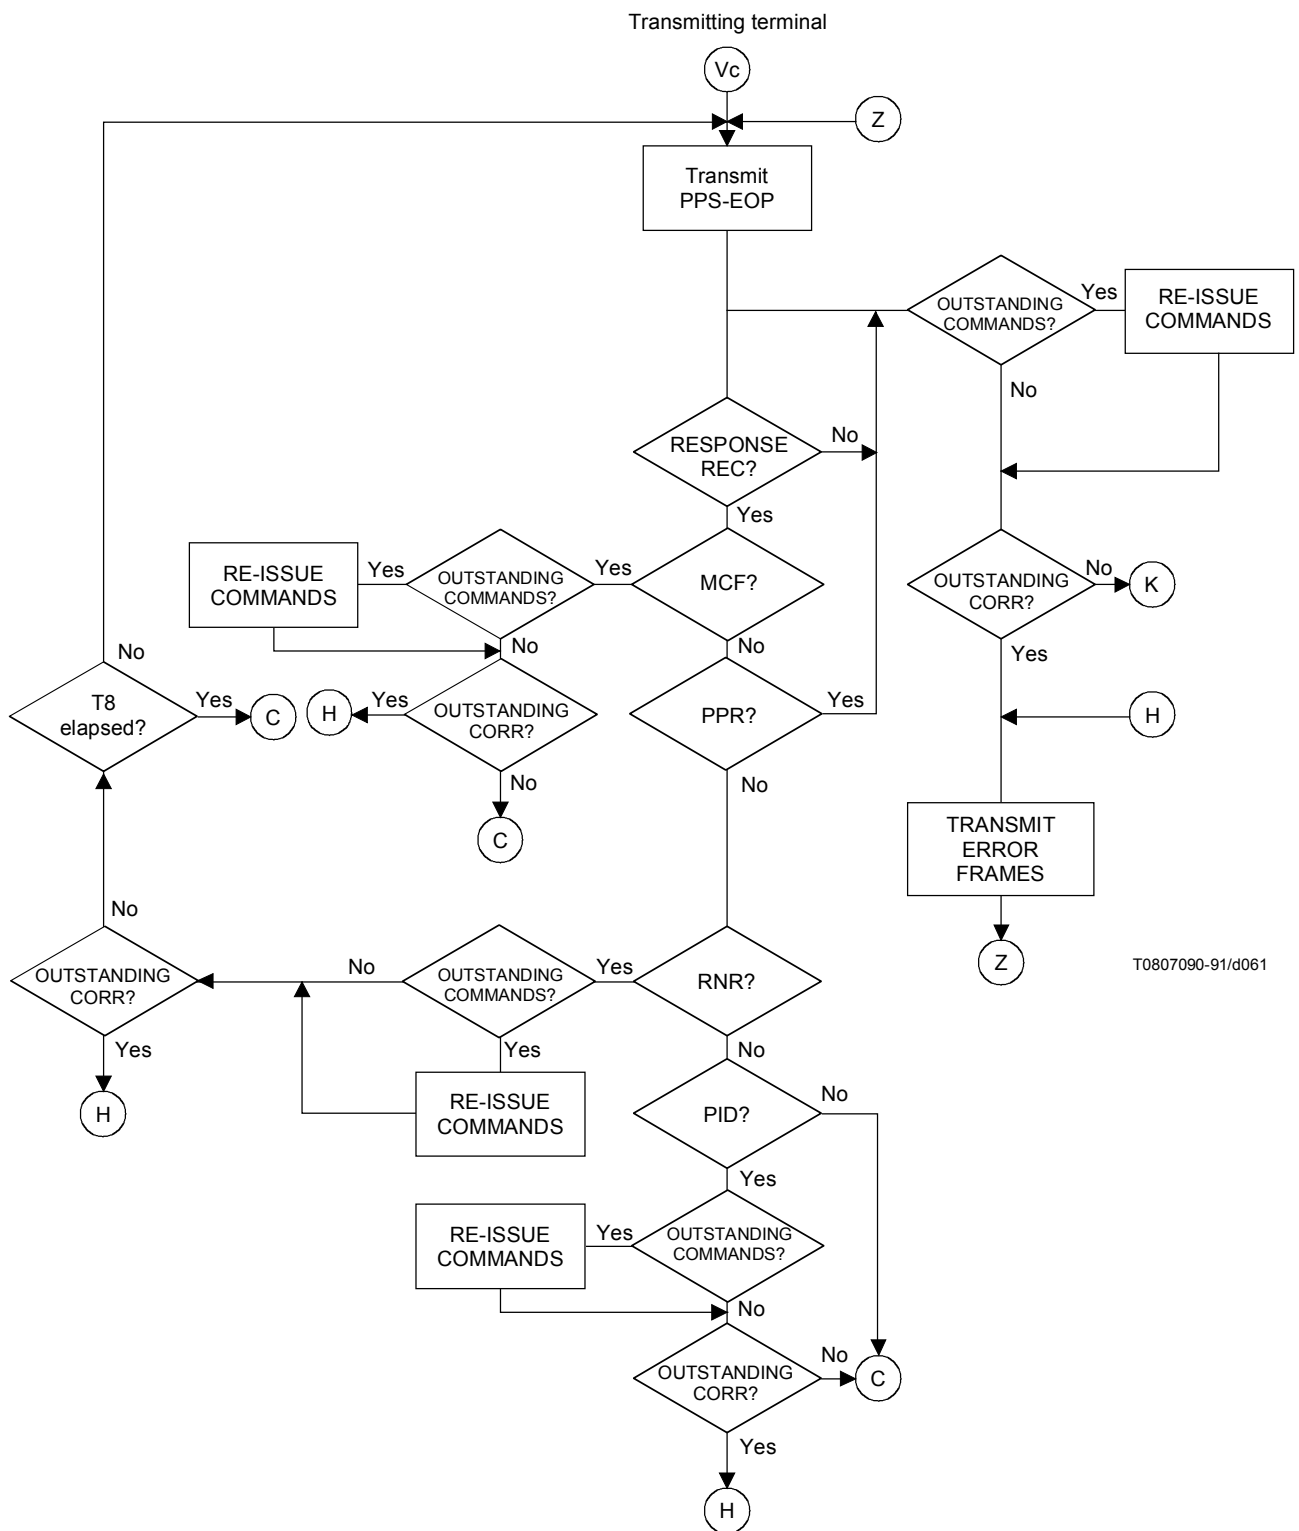 Transmitting terminal
Vc
Z
Transmit
PPS-EOP
OUTSTANDING
COMMANDS?
Yes
RE-ISSUE
COMMANDS
No
RESPONSE
REC?
No
Yes
RE-ISSUE
COMMANDS
Yes
OUTSTANDING
COMMANDS?
Yes
MCF?
OUTSTANDING
CORR?
No
K
No
No
Yes
No
T8
elapsed?
Yes
C
H
Yes
OUTSTANDING
CORR?
PPR?
Yes
H
No
No
C
TRANSMIT
ERROR
FRAMES
No
OUTSTANDING
CORR?
No
OUTSTANDING
COMMANDS?
Yes
RNR?
Z
T0807090-91/d061
Yes
Yes
No
H
RE-ISSUE
COMMANDS
PID?
No
Yes
RE-ISSUE
COMMANDS
Yes
OUTSTANDING
COMMANDS?
No
OUTSTANDING
CORR?
No
C
Yes
H